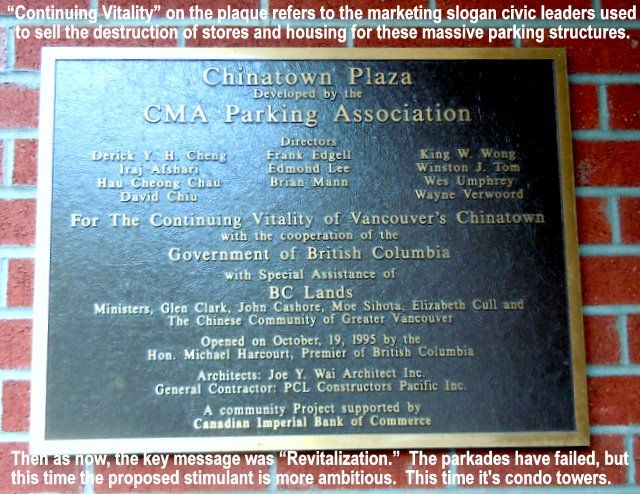 “Continuing Vitality” on the plaque refers to the marketing slogan civic leaders used
to sell the destruction of stores and housing for these massive parking structures.
Chinatown Plaza
Developed by the
CMA Parking Association
Directors
Derick Y. H. Cheng Frank Edgell King W. Wong
Iraj Afshari Edmond Lee Winston J. Tom
Hau Cheong Chau Brian Mann Wes Umphrey
David Chiu Wayne Verwoord
For The Continuing Vitality of Vancouver's Chinatown
with the cooperation of the
Government of British Columbia
with Special Assistance of
BC Lands
Ministers, Glen Clark, John Cashore, Moe Sihota, Elizabeth Cull and
The Chinese Community of Greater Vancouver
Opened on October, 19, 1995 by the
Hon. Michael Harcourt, Premier of British Columbia
Architects: Joe Y. Wai Architect Inc.
General Contractor: PCL Constructors Pacific Inc.
A community Project supported by
Canadian Imperial Bank of Commerce
Then as now, the key message was “Revitalization.” The parkades have failed, but
this time the proposed stimulant is more ambitious. This time it's condo towers.